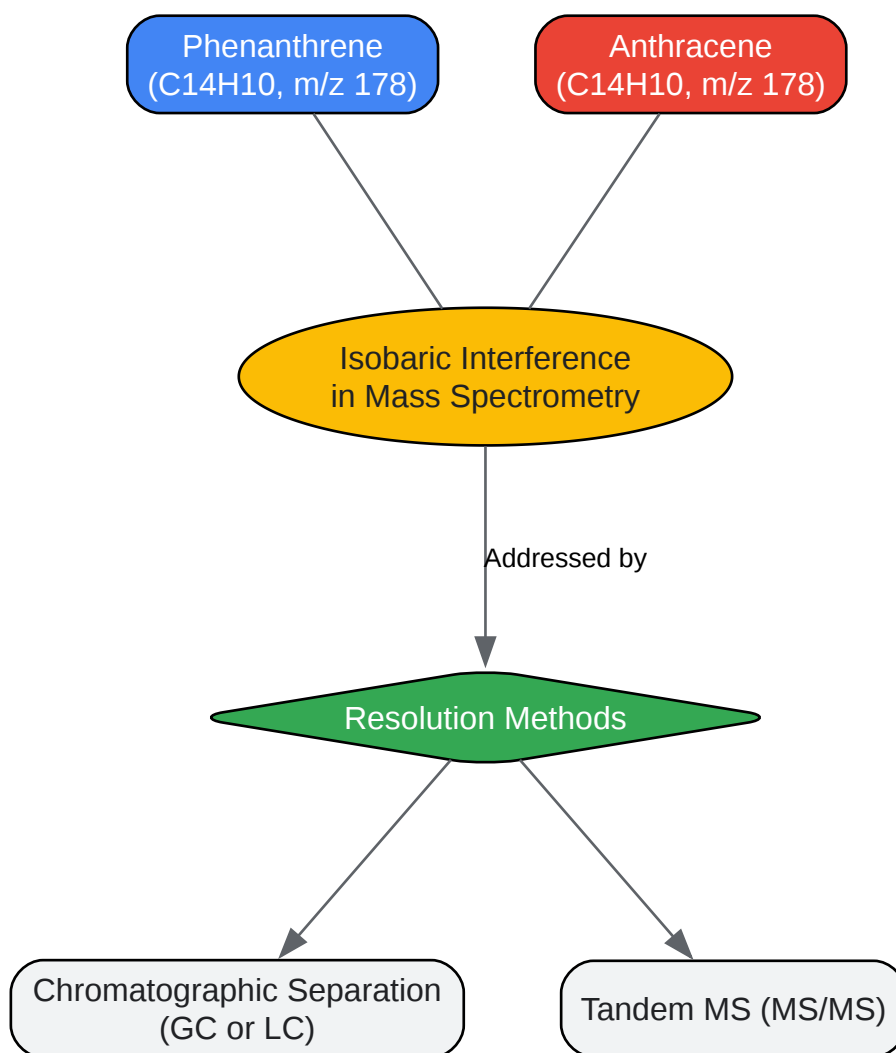 Phenanthrene
(C14H10, m/z 178)
Anthracene
(C14H10, m/z 178)
Isobaric Interference
in Mass Spectrometry
Addressed by
Resolution Methods
Chromatographic Separation
(GC or LC)
Tandem MS (MS/MS)